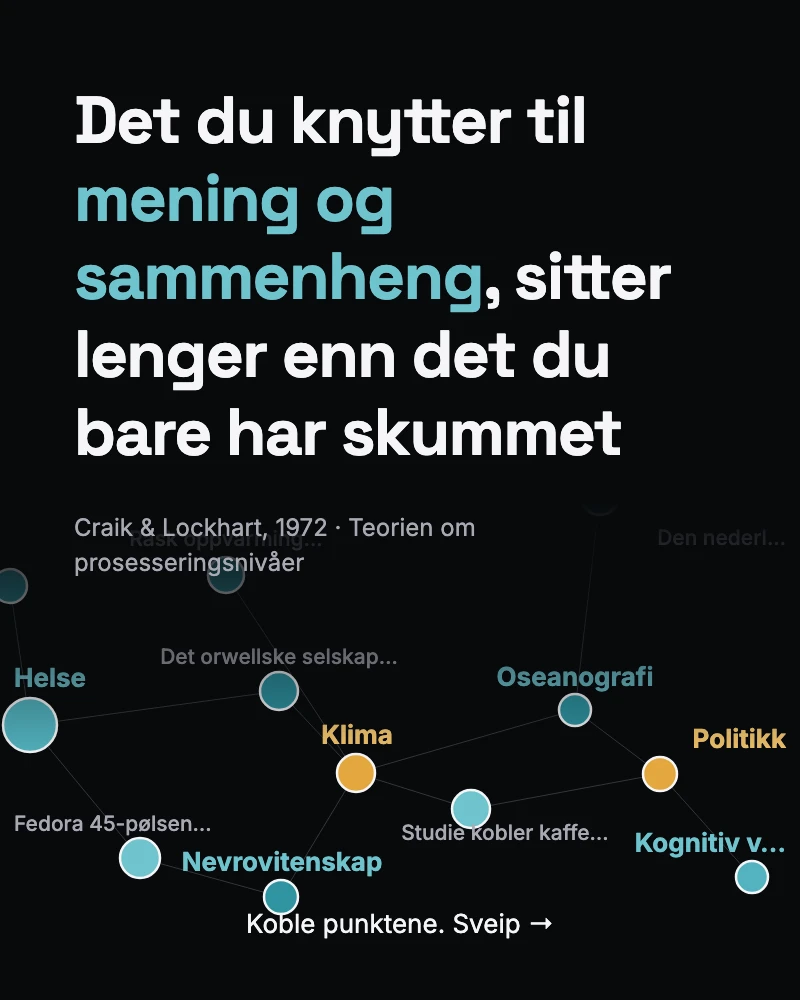 Det du knytter til
mening og
sammenheng, sitter
lenger enn det du
bare har skummet
Craik & Lockhart, 1972 · Teorien om
prosesseringsnivåer
Rask oppvarming...
Den nederl...
Det orwellske selskap...
Helse
Oseanografi
Klima
Politikk
Fedora 45-pølsen...
Studie kobler kaffe...
Kognitiv v...
Nevrovitenskap
Koble punktene. Sveip →